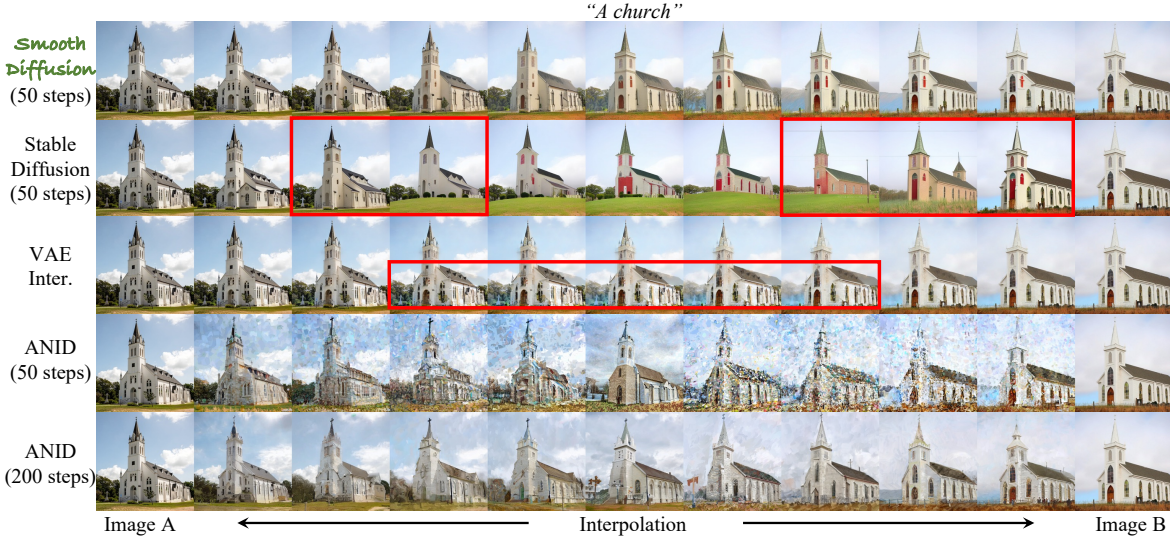 “A church”
Smooth
Diffusion
(50 steps)
Stable
Diffusion
(50 steps)
VAE
Inter.
ANID
(50 steps)
ANID
(200 steps)
Image A
Interpolation
Image B